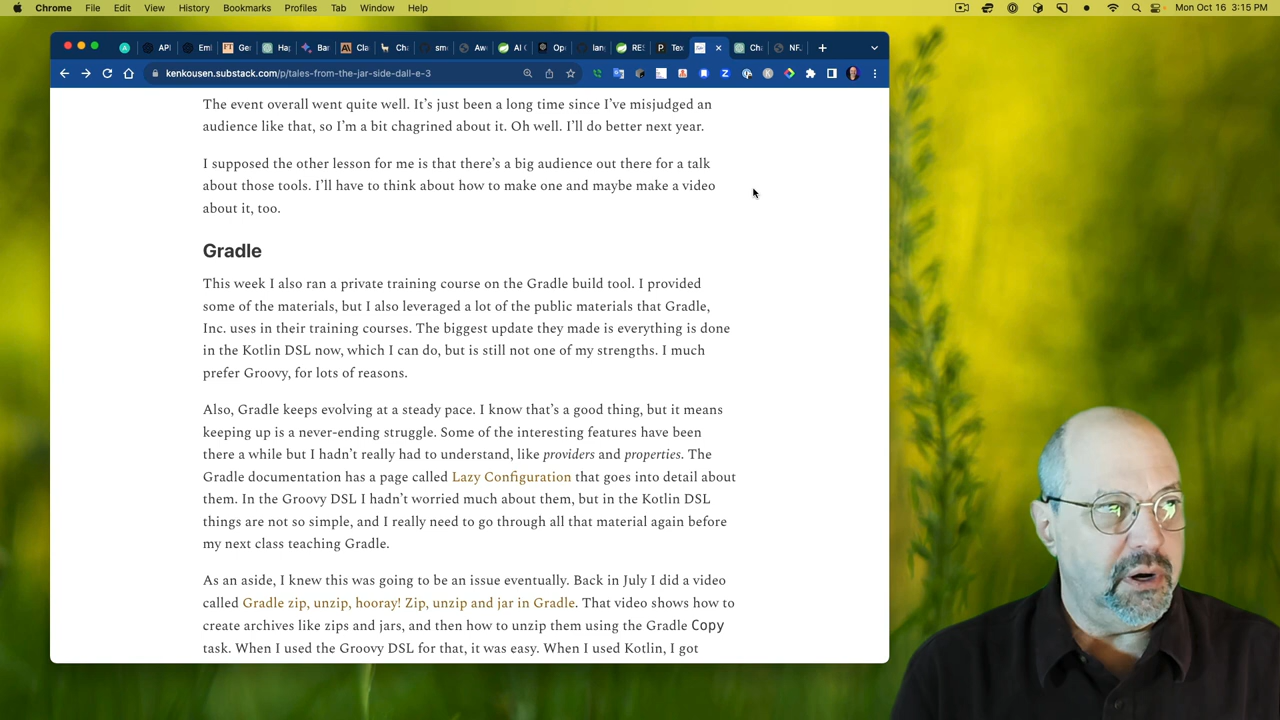 Chrome File Edit View History Bookmarks Profiles Tab Window Help Mon Oct 16 3:15 PM
API Emi Ger Hap Bar Cla Cha sm Aw AI C Op lan RES Tex Cha NF.
kenkousen.substack.com/p/tales-from-the-jar-side-dall-e-3
The event overall went quite well. It’s just been a long time since I’ve misjudged an
audience like that, so I’m a bit chagrined about it. Oh well. I’ll do better next year.
I supposed the other lesson for me is that there’s a big audience out there for a talk
about those tools. I’ll have to think about how to make one and maybe make a video
about it, too.
Gradle
This week I also ran a private training course on the Gradle build tool. I provided
some of the materials, but I also leveraged a lot of the public materials that Gradle,
Inc. uses in their training courses. The biggest update they made is everything is done
in the Kotlin DSL now, which I can do, but is still not one of my strengths. I much
prefer Groovy, for lots of reasons.
Also, Gradle keeps evolving at a steady pace. I know that’s a good thing, but it means
keeping up is a never-ending struggle. Some of the interesting features have been
there a while but I hadn’t really had to understand, like providers and properties. The
Gradle documentation has a page called Lazy Configuration that goes into detail about
them. In the Groovy DSL I hadn’t worried much about them, but in the Kotlin DSL
things are not so simple, and I really need to go through all that material again before
my next class teaching Gradle.
As an aside, I knew this was going to be an issue eventually. Back in July I did a video
called Gradle zip, unzip, hooray! Zip, unzip and jar in Gradle. That video shows how to
create archives like zips and jars, and then how to unzip them using the Gradle Copy
task. When I used the Groovy DSL for that, it was easy. When I used Kotlin, I got